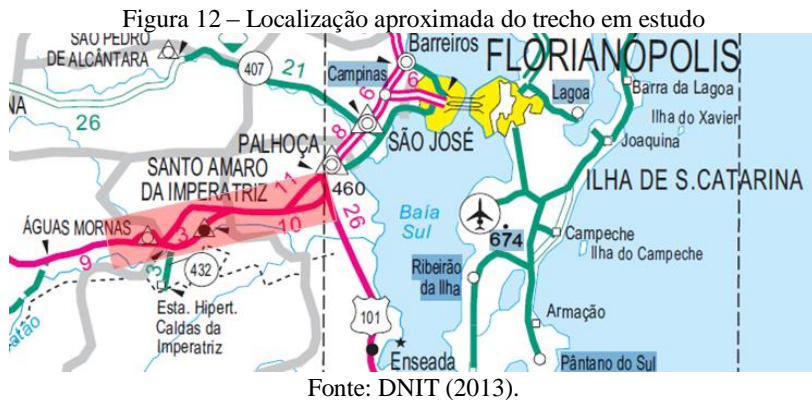 Figura 12 – Localização aproximada do trecho em estudo
SÃO PEDRO
DE ALCÂNTARA
407
21
26
NA
Barreiros
Campinas
6
6
8
FLORIANÓPOLIS
Lagoa
Barra da Lagoa
Ilha do Xavier
Joaquina
SÃO JOSÉ
PALHOÇA
460
SANTO AMARO
DA IMPERATRIZ
11
10
26
ILHA DE S.CATARINA
ÁGUAS MORNAS
3
9
3
432
Baía
Sul
674
Campeche
Ilha do Campeche
Ribeirão
da Ilha
Esta. Hipert.
Caldas da
Imperatriz
101
Armação
Enseada
Pântano do Sul
Fonte: DNIT (2013).